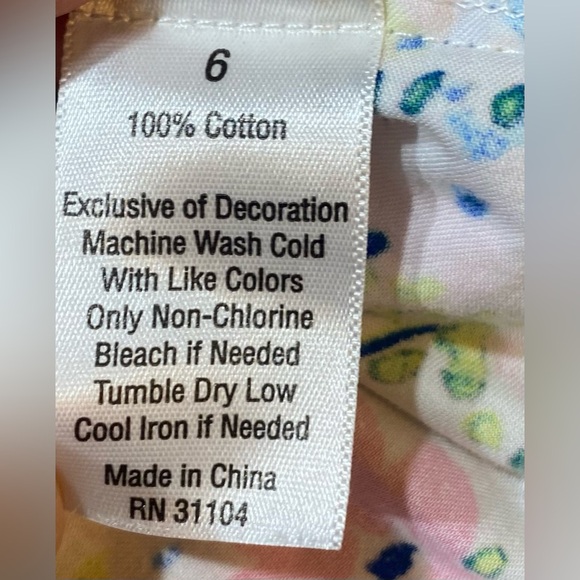 6
100% Cotton
Exclusive of Decoration
Machine Wash Cold
With Like Colors
Only Non-Chlorine
Bleach if Needed
Tumble Dry Low
Cool Iron if Needed
Made in China
RN 31104